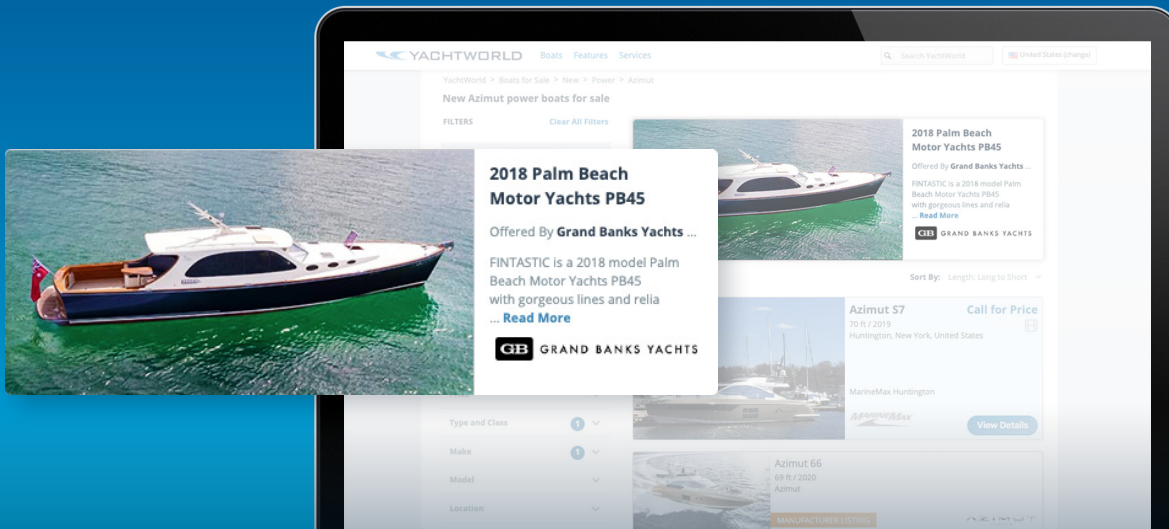 YACHTWORLD
Boats Features Services
Search YachtWorld
United States (change)
YachtWorld > Boats for Sale > New > Power > Azimut
New Azimut power boats for sale
FILTERS
Clear All Filters
2018 Palm Beach
Motor Yachts PB45
Offered By Grand Banks Yachts ...
FINTASTIC is a 2018 model Palm
Beach Motor Yachts PB45
with gorgeous lines and relia
... Read More
GB GRAND BANKS YACHTS
2018 Palm Beach
Motor Yachts PB45
Offered By Grand Banks Yachts ...
FINTASTIC is a 2018 model Palm
Beach Motor Yachts PB45
with gorgeous lines and relia
... Read More
GB GRAND BANKS YACHTS
Sort By: Length: Long to Short
Azimut S7
Call for Price
70 ft / 2019
Huntington, New York, United States
MarineMax Huntington
MARINEMAX
View Details
Type and Class 1
Make 1
Model
Location
Azimut 66
69 ft / 2020
Azimut
MANUFACTURER LISTING
AZIMUT